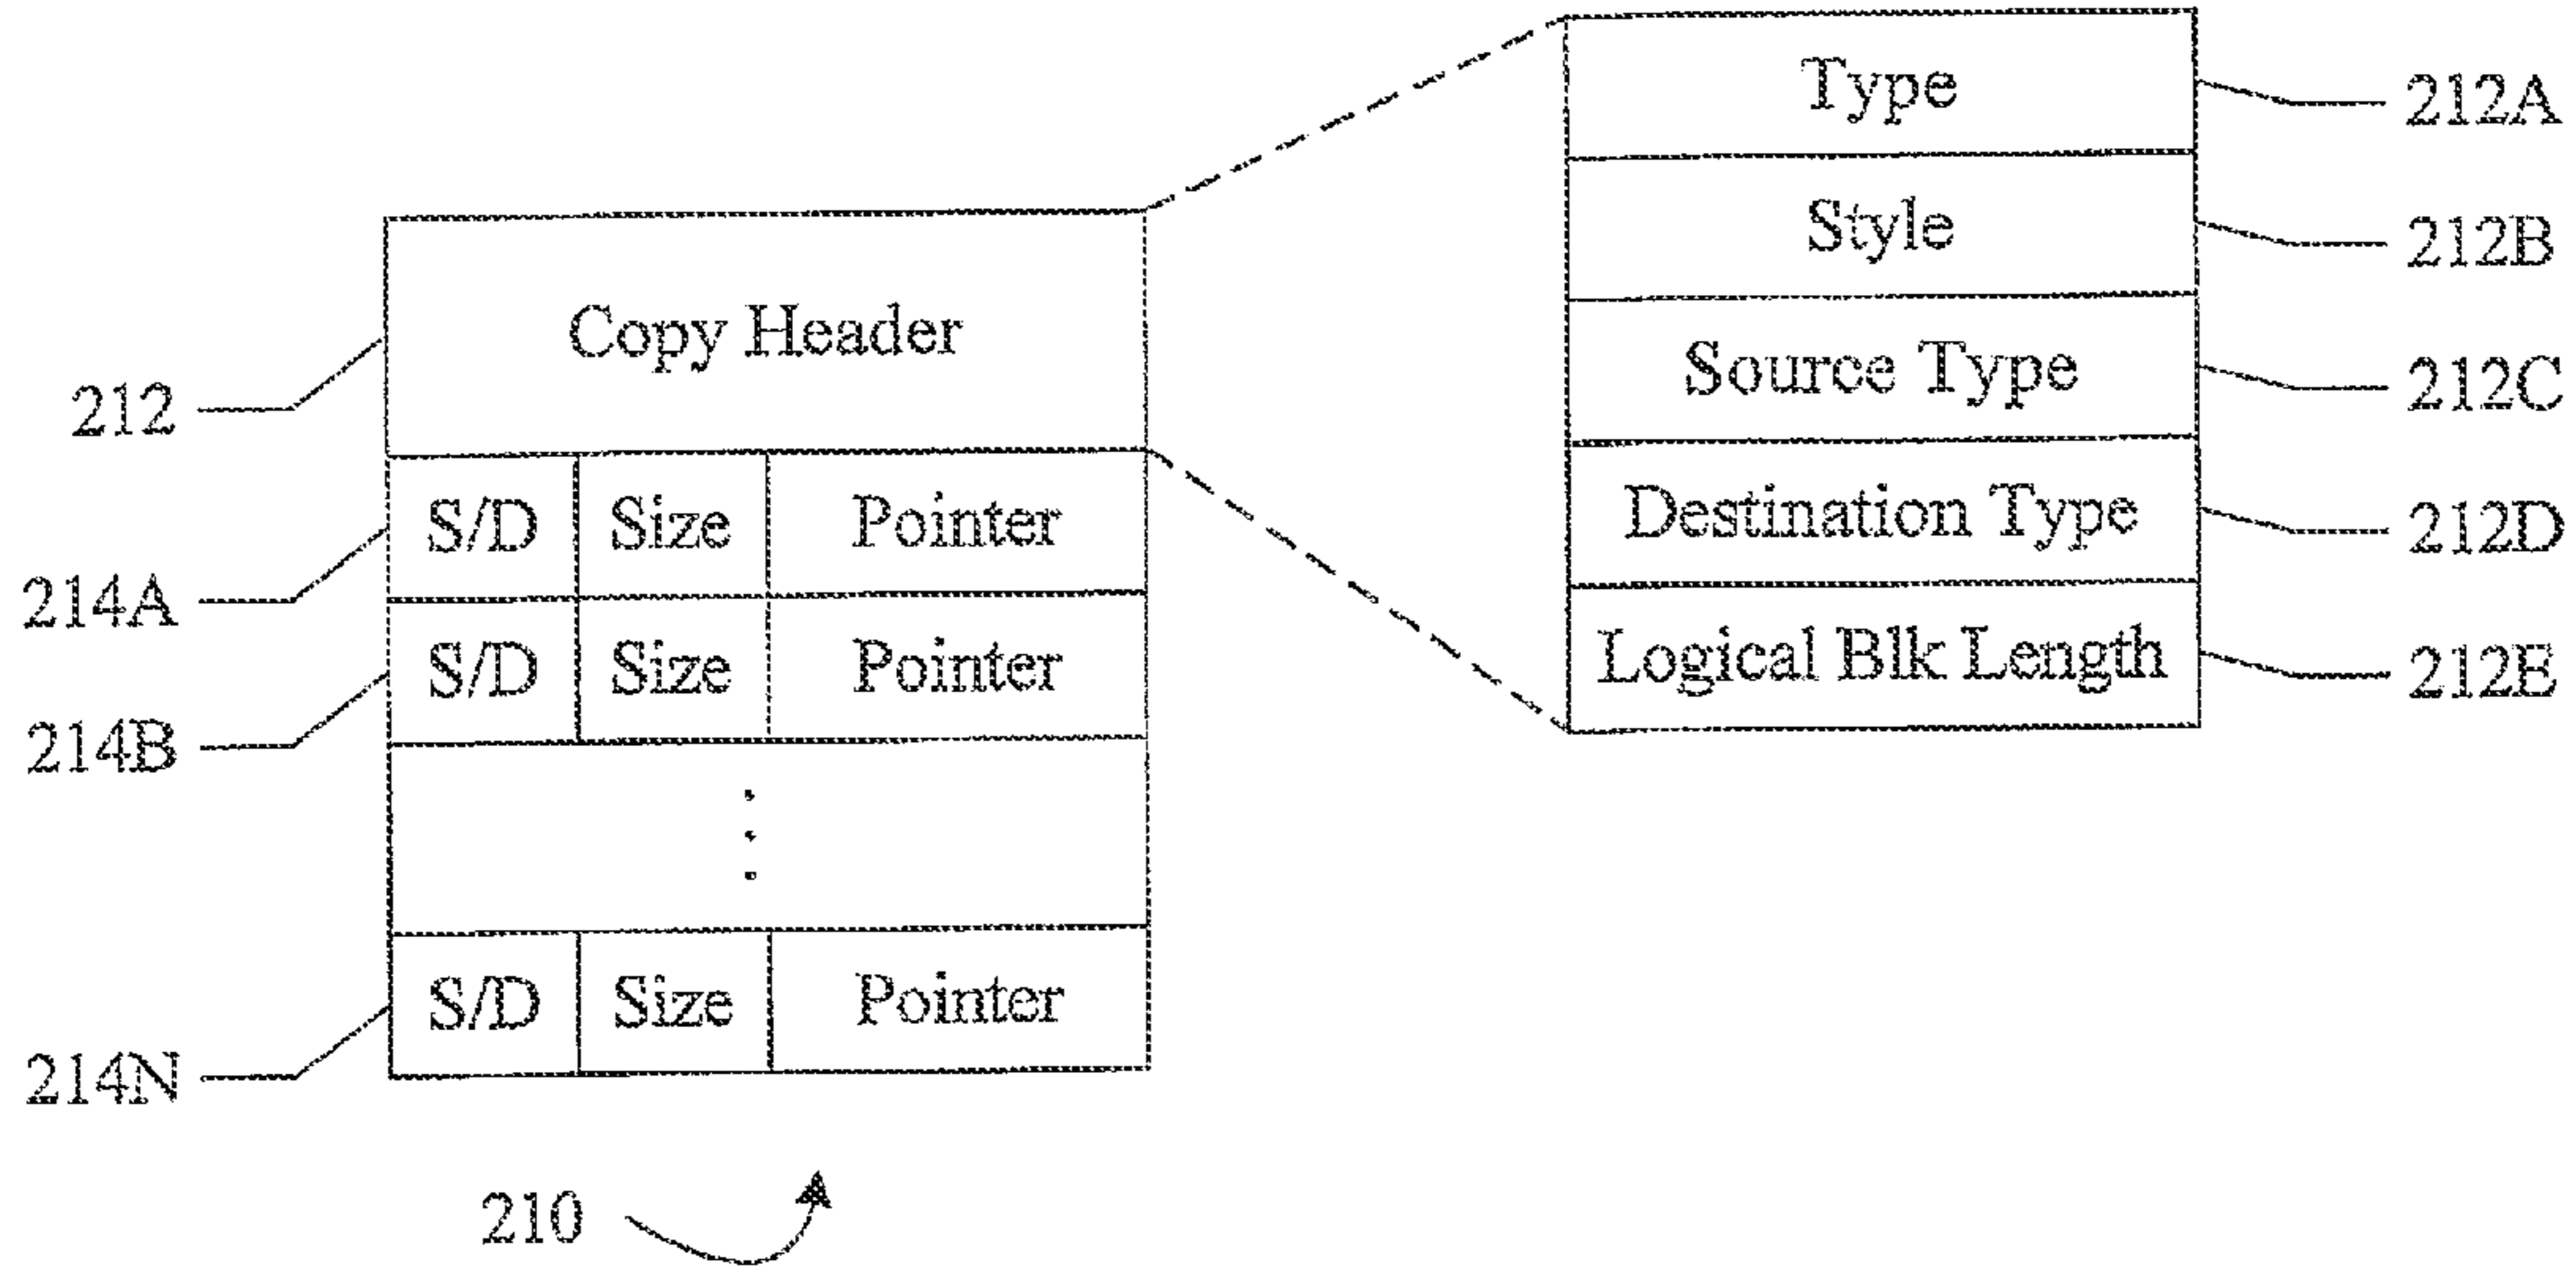 Type 212A
Style 212B
Copy Header
212
Source Type 212C
S/D Size Pointer
214A
Destination Type 212D
S/D Size Pointer
214B
Logical Blk Length 212E
S/D Size Pointer
214N
210